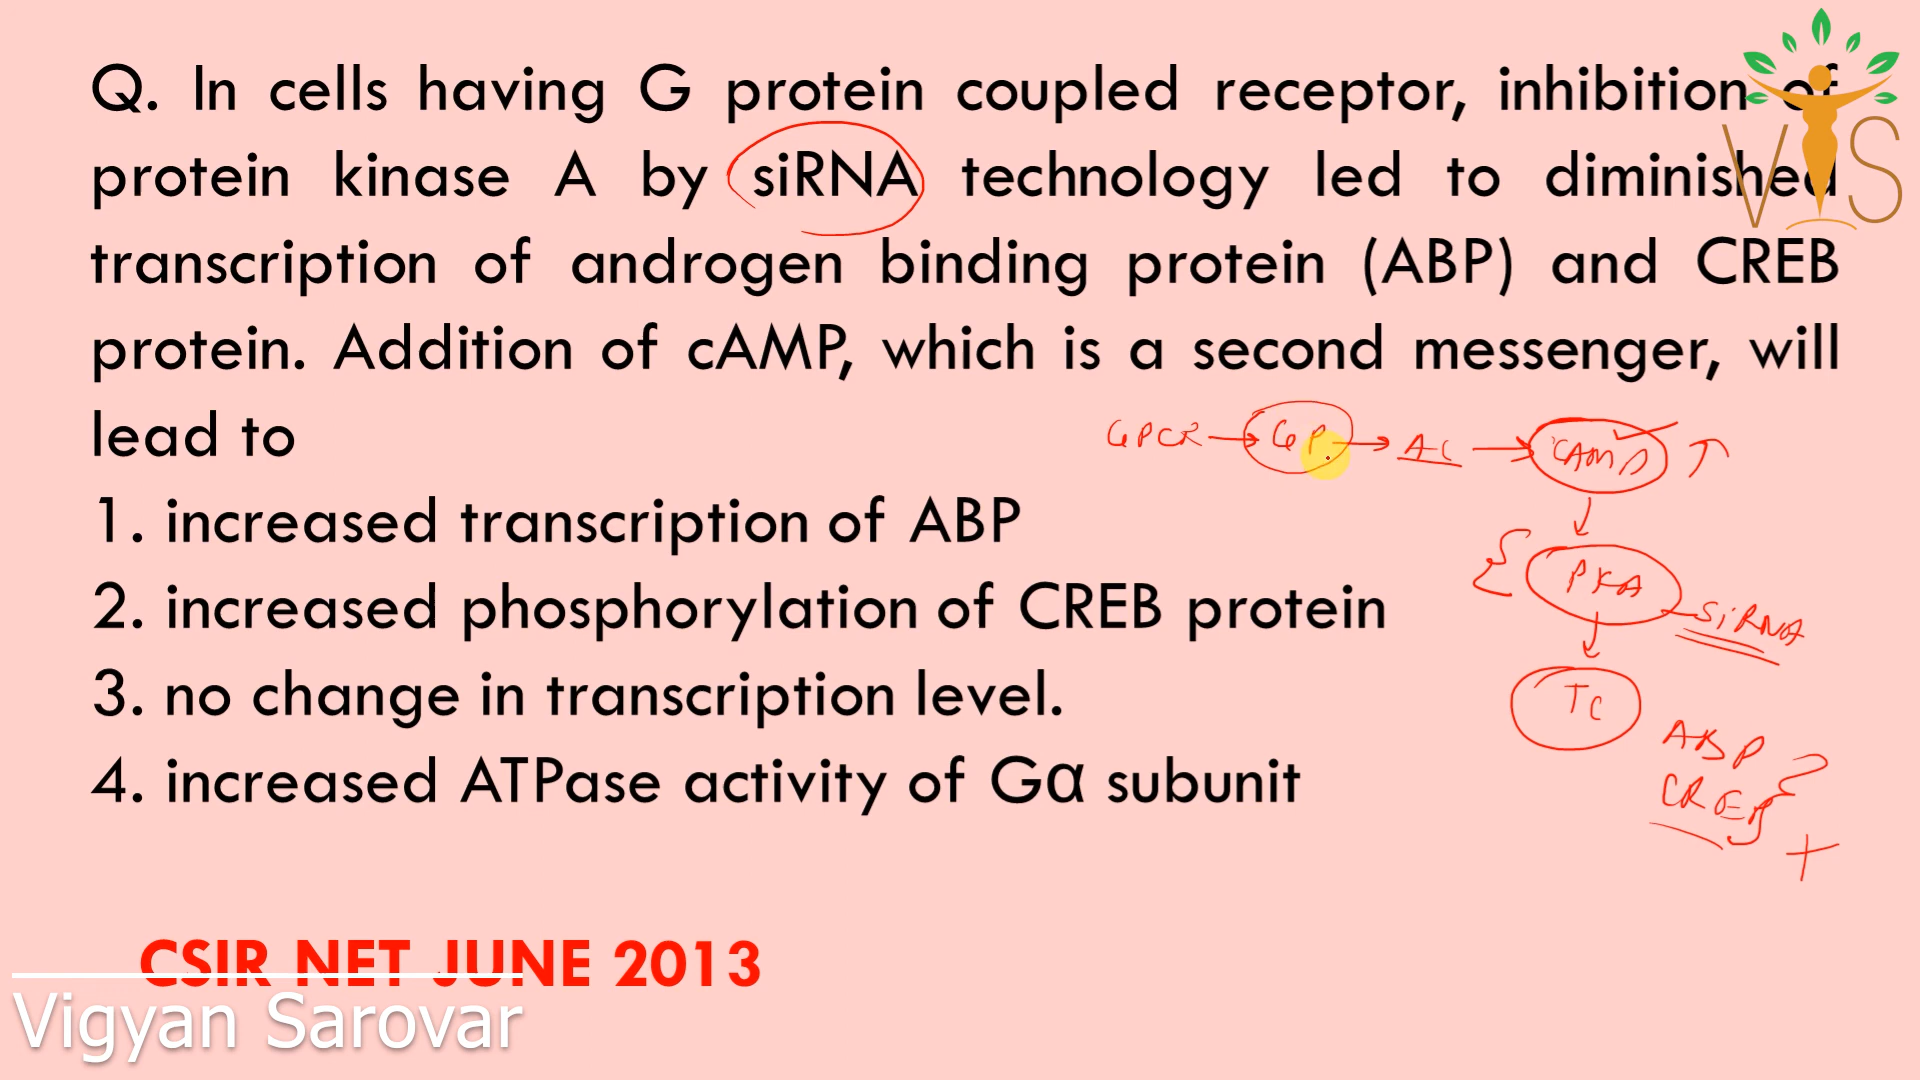 Q. In cells having G protein coupled receptor, inhibition of
protein kinase A by siRNA technology led to diminished
transcription of androgen binding protein (ABP) and CREB
protein. Addition of cAMP, which is a second messenger, will
lead to
GPCR → GP → AC → CAMP ↑
1. increased transcription of ABP
PKA
2. increased phosphorylation of CREB protein
SiRNA
3. no change in transcription level.
TC
ABP
4. increased ATPase activity of Gα subunit
CREB
+
CSIR NET JUNE 2013
Vigyan Sarovar
VIS